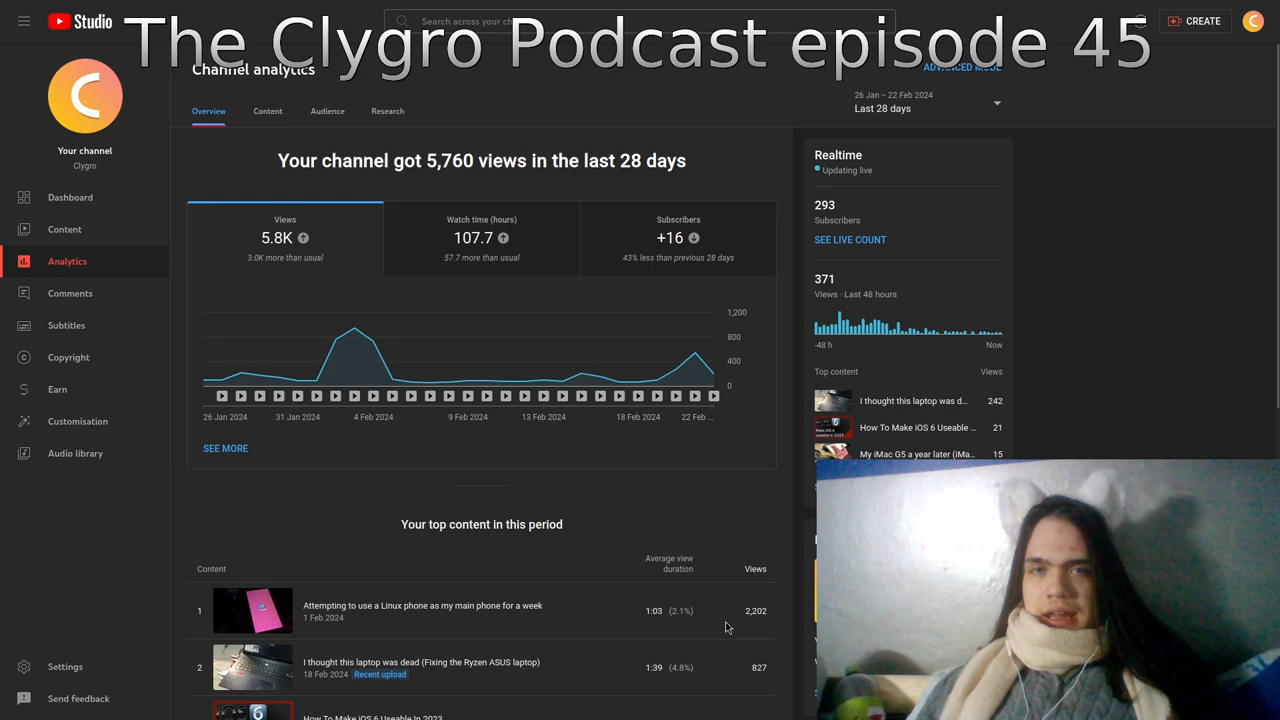 The Clygro Podcast episode 45
Studio
Search across your ch
CREATE
Channel analytics
ADVANCED MODE
26 Jan – 22 Feb 2024
Last 28 days
Overview
Content
Audience
Research
Your channel
Clygro
Dashboard
Content
Analytics
Comments
Subtitles
Copyright
Earn
Customisation
Audio library
Settings
Send feedback
Your channel got 5,760 views in the last 28 days
Views
5.8K
3.0K more than usual
Watch time (hours)
107.7
57.7 more than usual
Subscribers
+16
43% less than previous 28 days
1,200
800
400
0
26 Jan 2024
31 Jan 2024
4 Feb 2024
9 Feb 2024
13 Feb 2024
18 Feb 2024
22 Feb ...
SEE MORE
Your top content in this period
Content
Average view
duration
Views
1
Attempting to use a Linux phone as my main phone for a week
1 Feb 2024
1:03 (2.1%)
2,202
2
I thought this laptop was dead (Fixing the Ryzen ASUS laptop)
18 Feb 2024 Recent upload
1:39 (4.8%)
827
How To Make iOS 6 Useable In 2023
Realtime
Updating live
293
Subscribers
SEE LIVE COUNT
371
Views · Last 48 hours
-48 h
Now
Top content
Views
I thought this laptop was d...
242
How To Make iOS 6 Useable ...
21
My iMac G5 a year later (iMa...
15